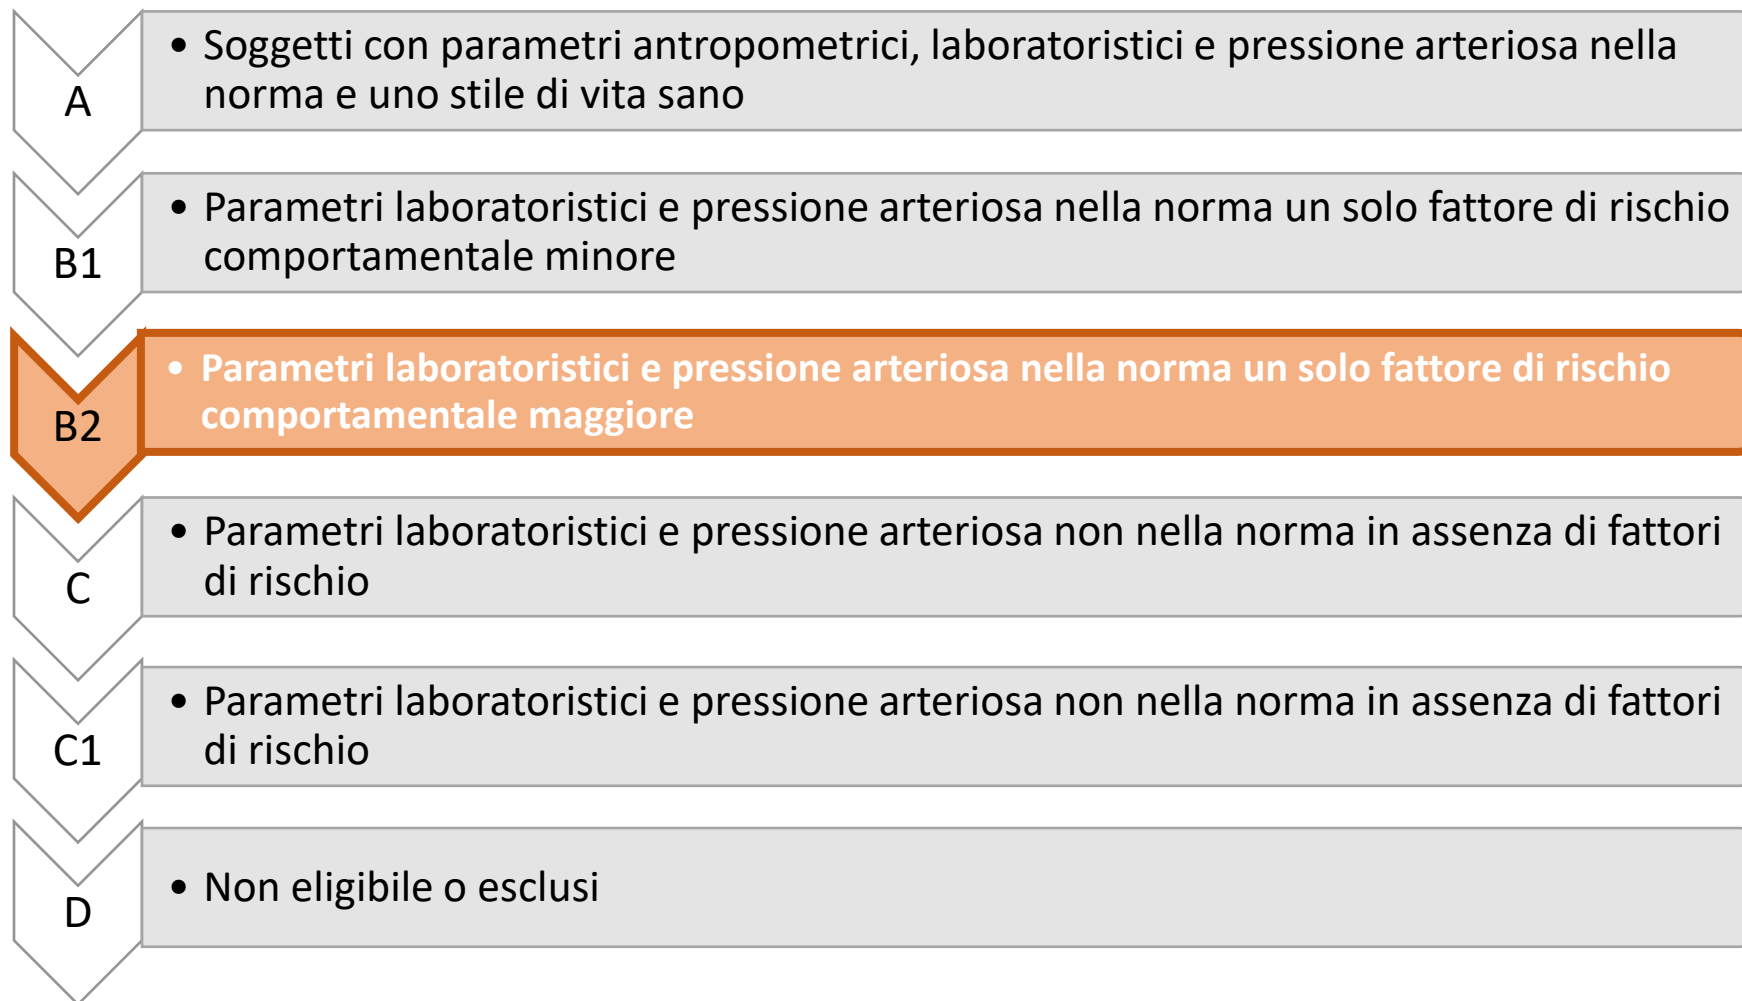 A
• Soggetti con parametri antropometrici, laboratoristici e pressione arteriosa nella
norma e uno stile di vita sano
B1
• Parametri laboratoristici e pressione arteriosa nella norma un solo fattore di rischio
comportamentale minore
B2
• Parametri laboratoristici e pressione arteriosa nella norma un solo fattore di rischio
comportamentale maggiore
C
• Parametri laboratoristici e pressione arteriosa non nella norma in assenza di fattori
di rischio
C1
• Parametri laboratoristici e pressione arteriosa non nella norma in assenza di fattori
di rischio
D
• Non eligibile o esclusi